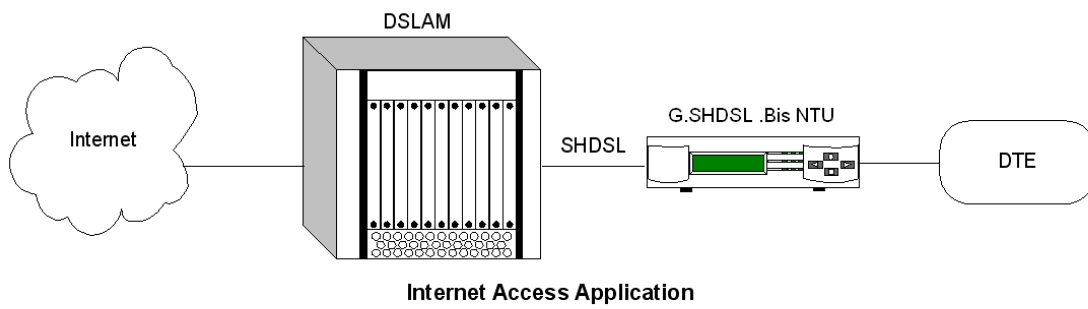 DSLAM
Internet
SHDSL
G.SHDSL .Bis NTU
DTE
Internet Access Application